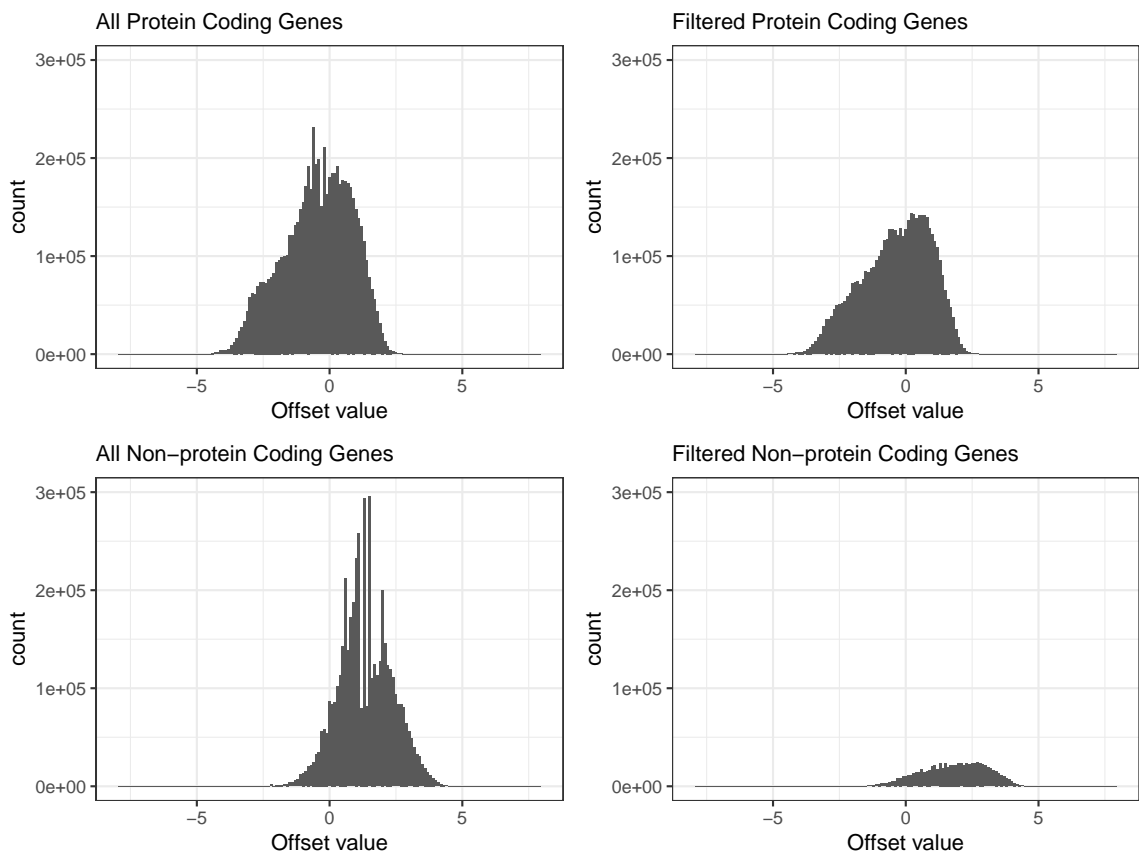 All Protein Coding Genes
3e+05
2e+05
1e+05
0e+00
count
−5
0
5
Offset value
Filtered Protein Coding Genes
3e+05
2e+05
1e+05
0e+00
count
−5
0
5
Offset value
All Non−protein Coding Genes
3e+05
2e+05
1e+05
0e+00
count
−5
0
5
Offset value
Filtered Non−protein Coding Genes
3e+05
2e+05
1e+05
0e+00
count
−5
0
5
Offset value